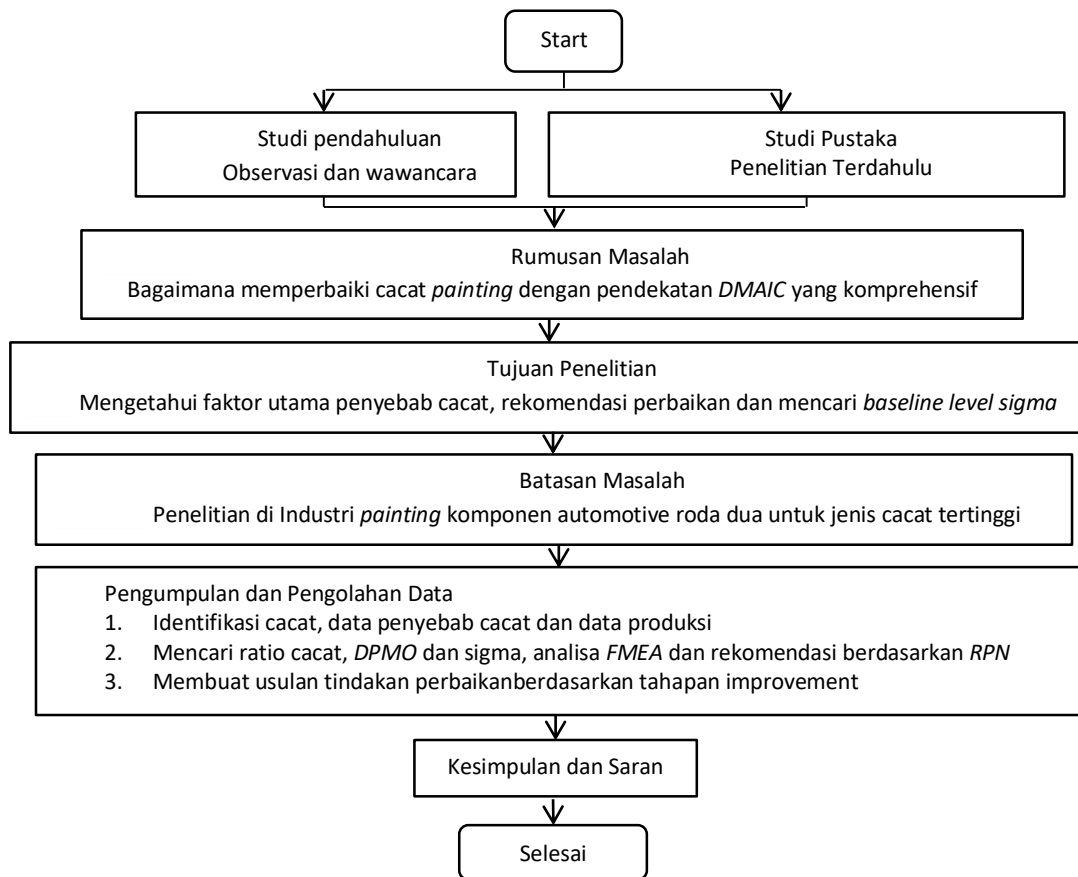 Start
Studi pendahuluan
Observasi dan wawancara
Studi Pustaka
Penelitian Terdahulu
Rumusan Masalah
Bagaimana memperbaiki cacat painting dengan pendekatan DMAIC yang komprehensif
Tujuan Penelitian
Mengetahui faktor utama penyebab cacat, rekomendasi perbaikan dan mencari baseline level sigma
Batasan Masalah
Penelitian di Industri painting komponen automotive roda dua untuk jenis cacat tertinggi
Pengumpulan dan Pengolahan Data
1. Identifikasi cacat, data penyebab cacat dan data produksi
2. Mencari ratio cacat, DPMO dan sigma, analisa FMEA dan rekomendasi berdasarkan RPN
3. Membuat usulan tindakan perbaikanberdasarkan tahapan improvement
Kesimpulan dan Saran
Selesai